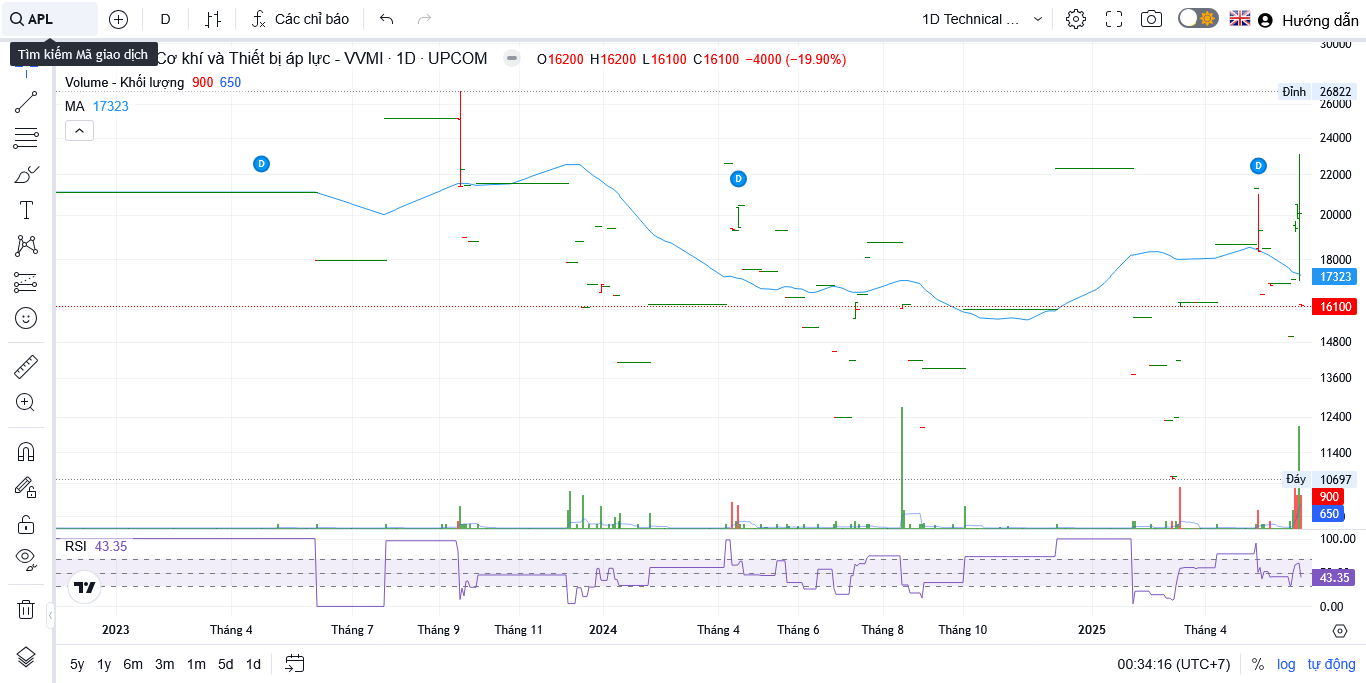 APL D Các chỉ báo 1D Technical ... Hướng dẫn
Tìm kiếm Mã giao dịch Cơ khí và Thiết bị áp lực - VVMI · 1D · UPCOM O16200 H16200 L16100 C16100 −4000 (−19.90%)
Volume - Khối lượng 900 650
MA 17323
30000
Đỉnh 26822
26000
24000
22000
20000
18000
17323
16100
14800
13600
12400
11400
Đáy 10697
900
650
D
D
D
RSI 43.35
100.00
43.35
0.00
2023 Tháng 4 Tháng 7 Tháng 9 Tháng 11 2024 Tháng 4 Tháng 6 Tháng 8 Tháng 10 2025 Tháng 4
5y 1y 6m 3m 1m 5d 1d 00:34:16 (UTC+7) % log tự động